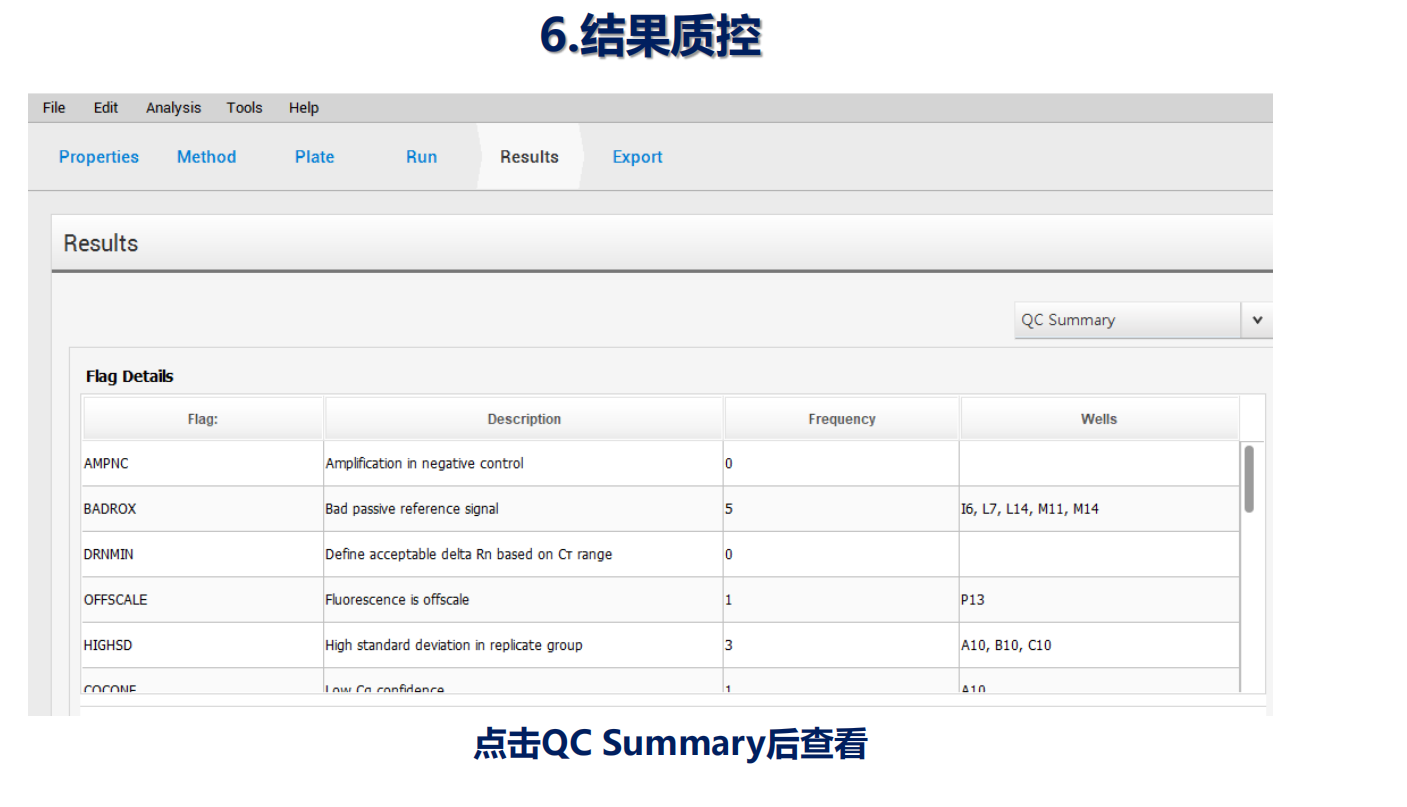 6.结果质控
File Edit Analysis Tools Help
Properties Method Plate Run Results Export
Results
QC Summary
Flag Details
Flag: Description Frequency Wells
AMPNC Amplification in negative control 0
BADROX Bad passive reference signal 5 I6, L7, L14, M11, M14
DRNMIN Define acceptable delta Rn based on Cт range 0
OFFSCALE Fluorescence is offscale 1 P13
HIGHSD High standard deviation in replicate group 3 A10, B10, C10
Low Cq confidence 1 A10
点击QC Summary后查看